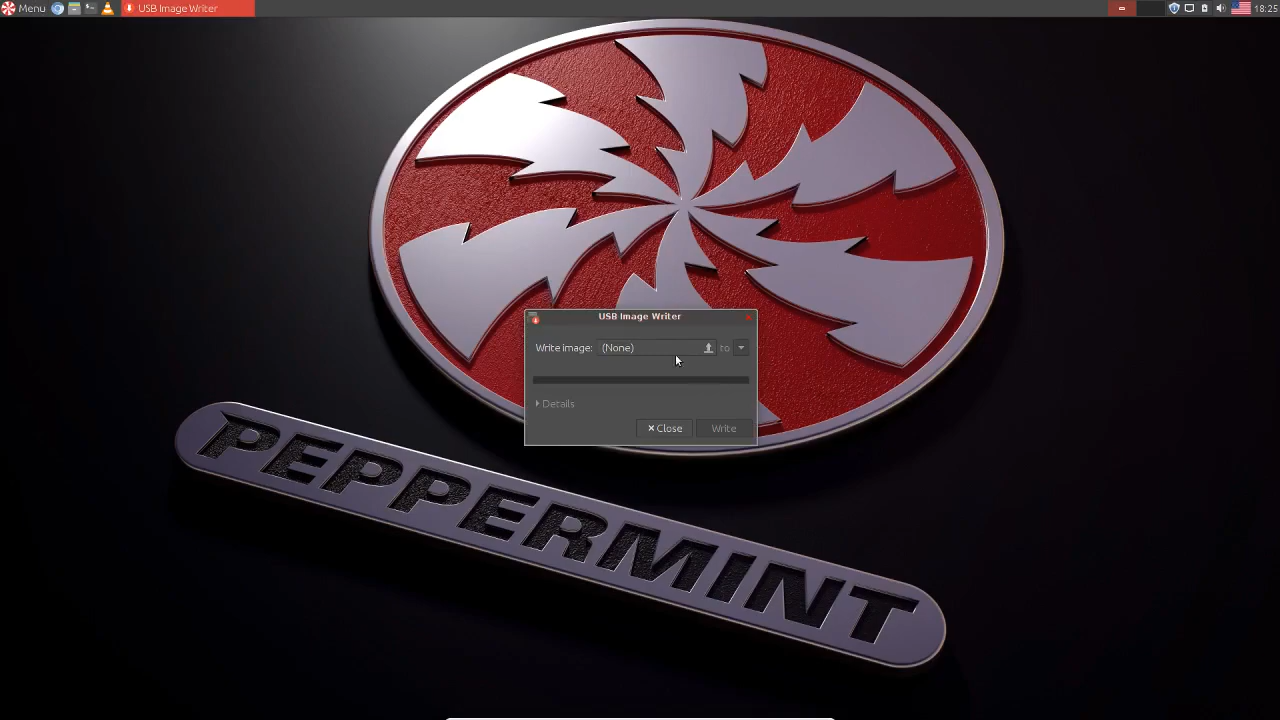 Menu
USB Image Writer
18:25
USB Image Writer
Write image: (None) to
Details
Close Write
PEPPERMINT